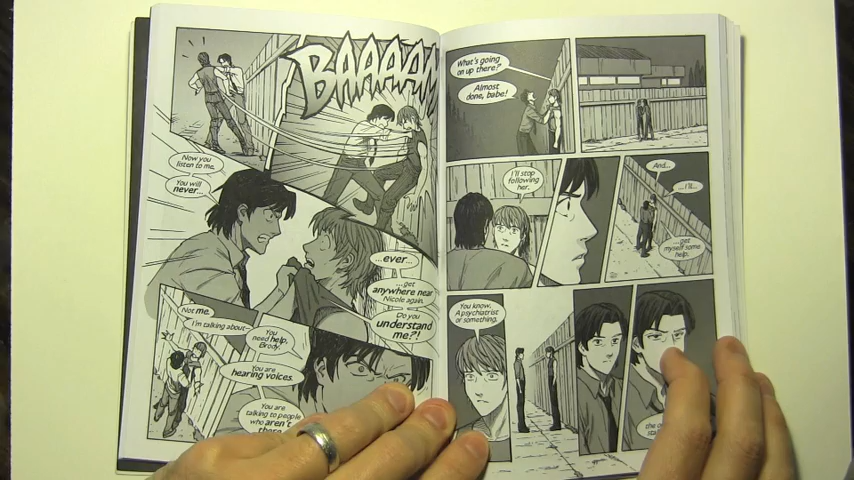 BAAAAM
Now you
listen to me.
You will
never...
...ever...
...get
anywhere near
Nicole again.
Do you
understand
me?!
Not me.
I'm talking about—
You
need help,
Brody.
You are
hearing voices.
You are
talking to people
who aren't
there.
What's going
on up there?"
Almost
done, babe!
I'll stop
following
her.
And...
...I'll...
...get
myself some
help.
You know.
A psychiatrist
or something.